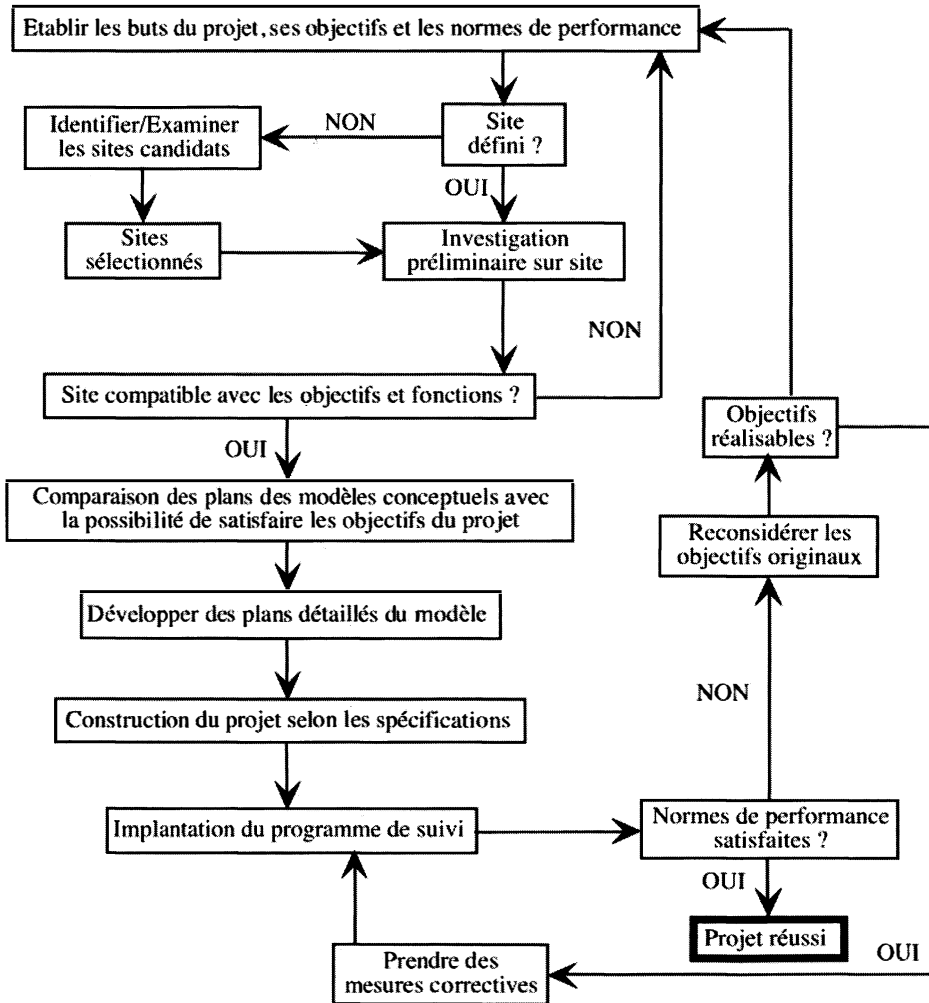 Etablir les buts du projet, ses objectifs et les normes de performance
Identifier/Examiner
les sites candidats
NON
Site
défini ?
OUI
Sites
sélectionnés
Investigation
préliminaire sur site
NON
Site compatible avec les objectifs et fonctions ?
Objectifs
réalisables ?
OUI
Comparaison des plans des modèles conceptuels avec
la possibilité de satisfaire les objectifs du projet
Reconsidérer les
objectifs originaux
Développer des plans détaillés du modèle
NON
Construction du projet selon les spécifications
Implantation du programme de suivi
Normes de performance
satisfaites ?
OUI
Projet réussi
Prendre des
mesures correctives
OUI